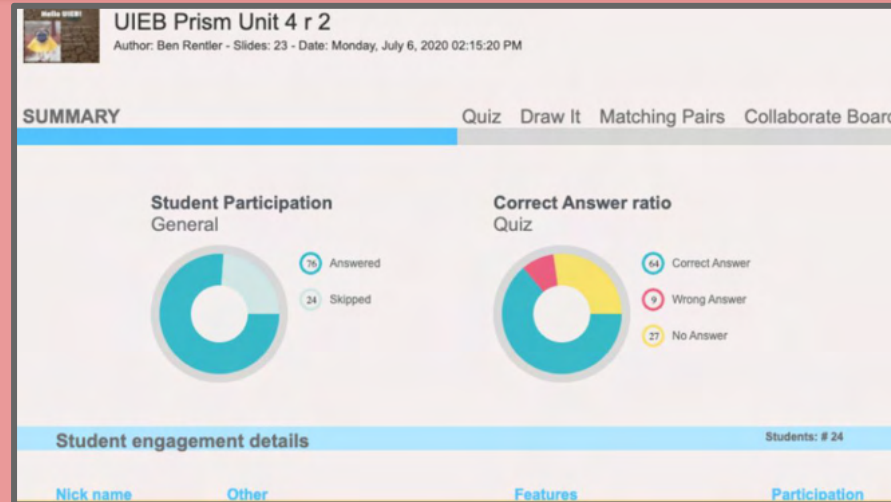 Hello UIEB!
UIEB Prism Unit 4 r 2
Author: Ben Rentler - Slides: 23 - Date: Monday, July 6, 2020 02:15:20 PM
SUMMARY
Quiz Draw It Matching Pairs Collaborate Board
Student Participation
General
76 Answered
24 Skipped
Correct Answer ratio
Quiz
64 Correct Answer
9 Wrong Answer
27 No Answer
Student engagement details
Students: # 24
Nick name Other Features Participation